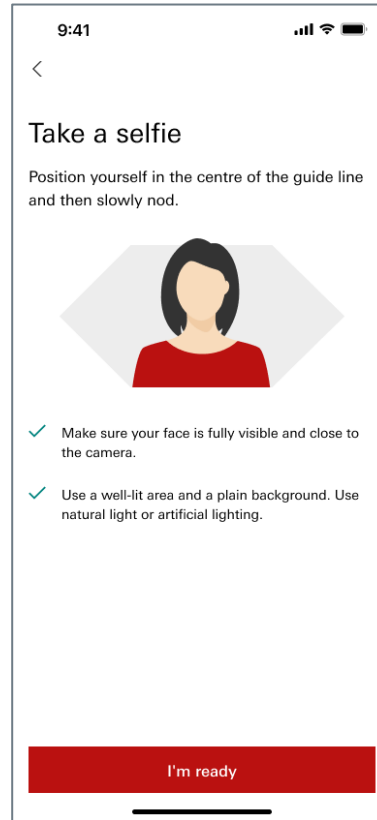 9:41
Take a selfie
Position yourself in the centre of the guide line
and then slowly nod.
Make sure your face is fully visible and close to
the camera.
Use a well-lit area and a plain background. Use
natural light or artificial lighting.
I'm ready